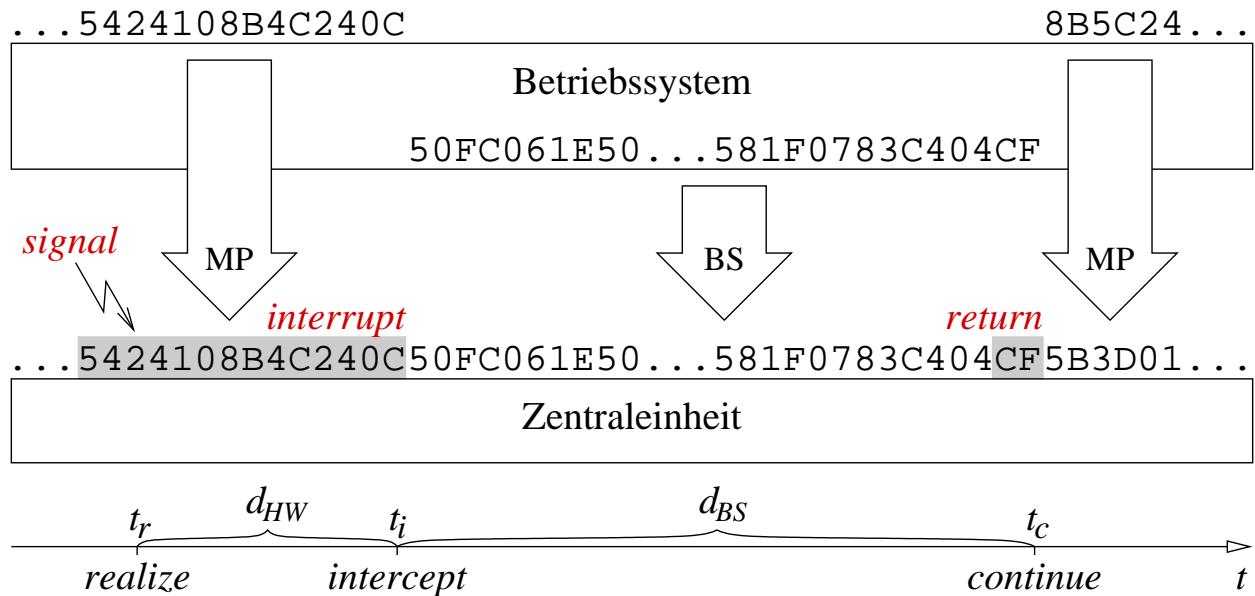 ...5424108B4C240C 8B5C24...
Betriebssystem
50FC061E50...581F0783C404CF
signal
MP BS MP
interrupt return
...5424108B4C240C50FC061E50...581F0783C404CF5B3D01...
Zentraleinheit
d_HW d_BS
t_r t_i t_c
realize intercept continue t